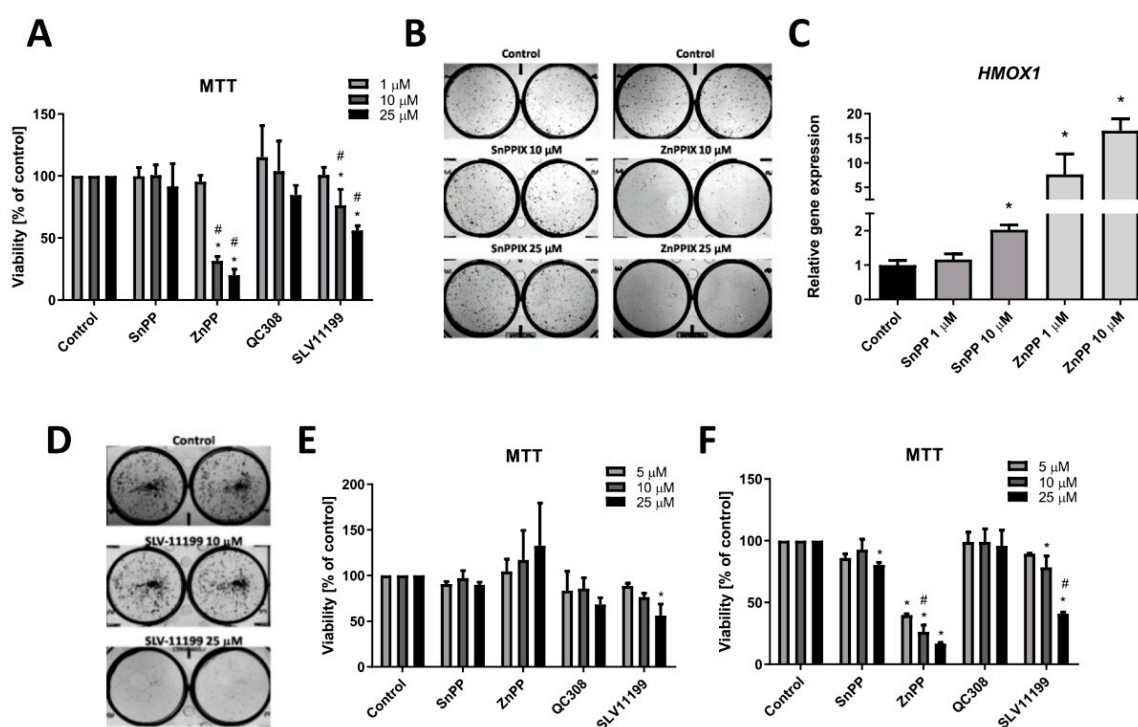 A
MTT
1 μM
10 μM
25 μM
Viability [% of control]
150
100
50
0
# * # * # * # *
Control
SnPP
ZnPP
QC308
SLV11199
B
Control
Control
SnPPIX 10 μM
ZnPPIX 10 μM
SnPPIX 25 μM
ZnPPIX 25 μM
C
HMOX1
Relative gene expression
20
15
10
5
2
1
0
* * *
Control
SnPP 1 μM
SnPP 10 μM
ZnPP 1 μM
ZnPP 10 μM
D
Control
SLV-11199 10 μM
SLV-11199 25 μM
E
MTT
5 μM
10 μM
25 μM
Viability [% of control]
200
150
100
50
0
*
Control
SnPP
ZnPP
QC308
SLV11199
F
MTT
5 μM
10 μM
25 μM
Viability [% of control]
150
100
50
0
* * # * * * # *
Control
SnPP
ZnPP
QC308
SLV11199